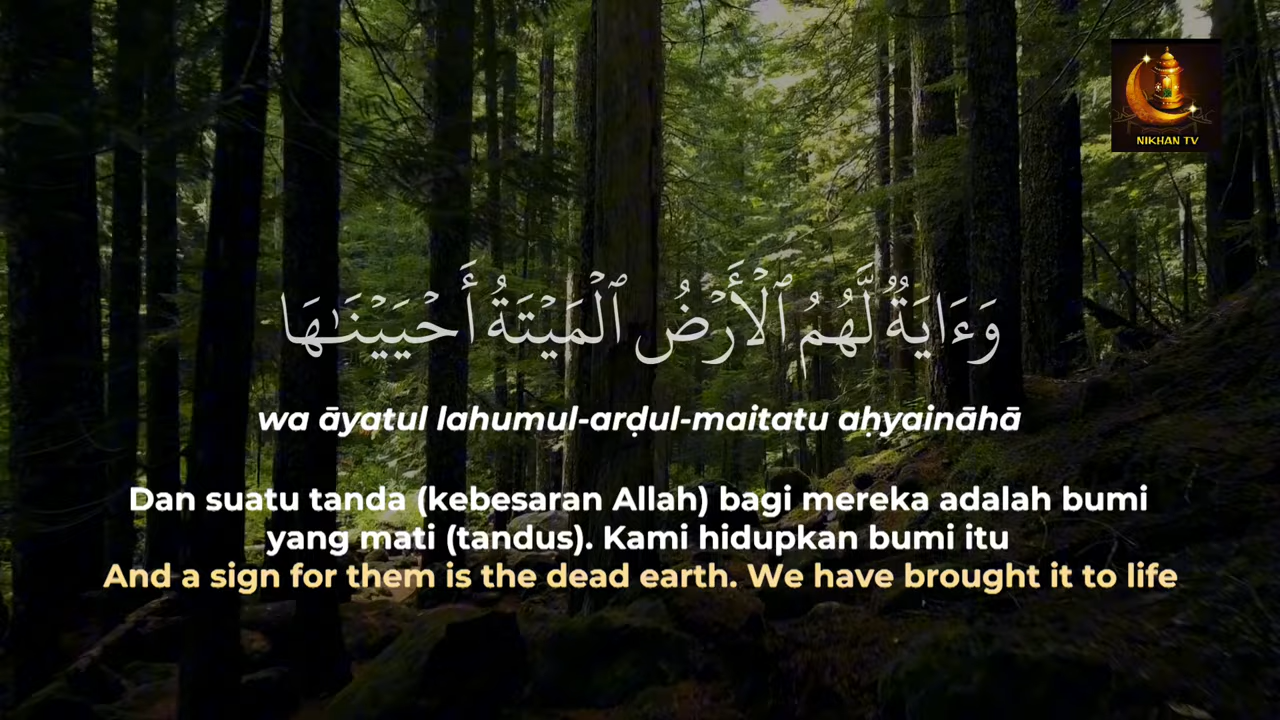 NIKHAN TV
وَءَايَةٌ لَّهُمُ ٱلْأَرْضُ ٱلْمَيْتَةُ أَحْيَيْنَـٰهَا
wa āyatul lahumul-arḍul-maitatu aḥyaināhā
Dan suatu tanda (kebesaran Allah) bagi mereka adalah bumi
yang mati (tandus). Kami hidupkan bumi itu
And a sign for them is the dead earth. We have brought it to life